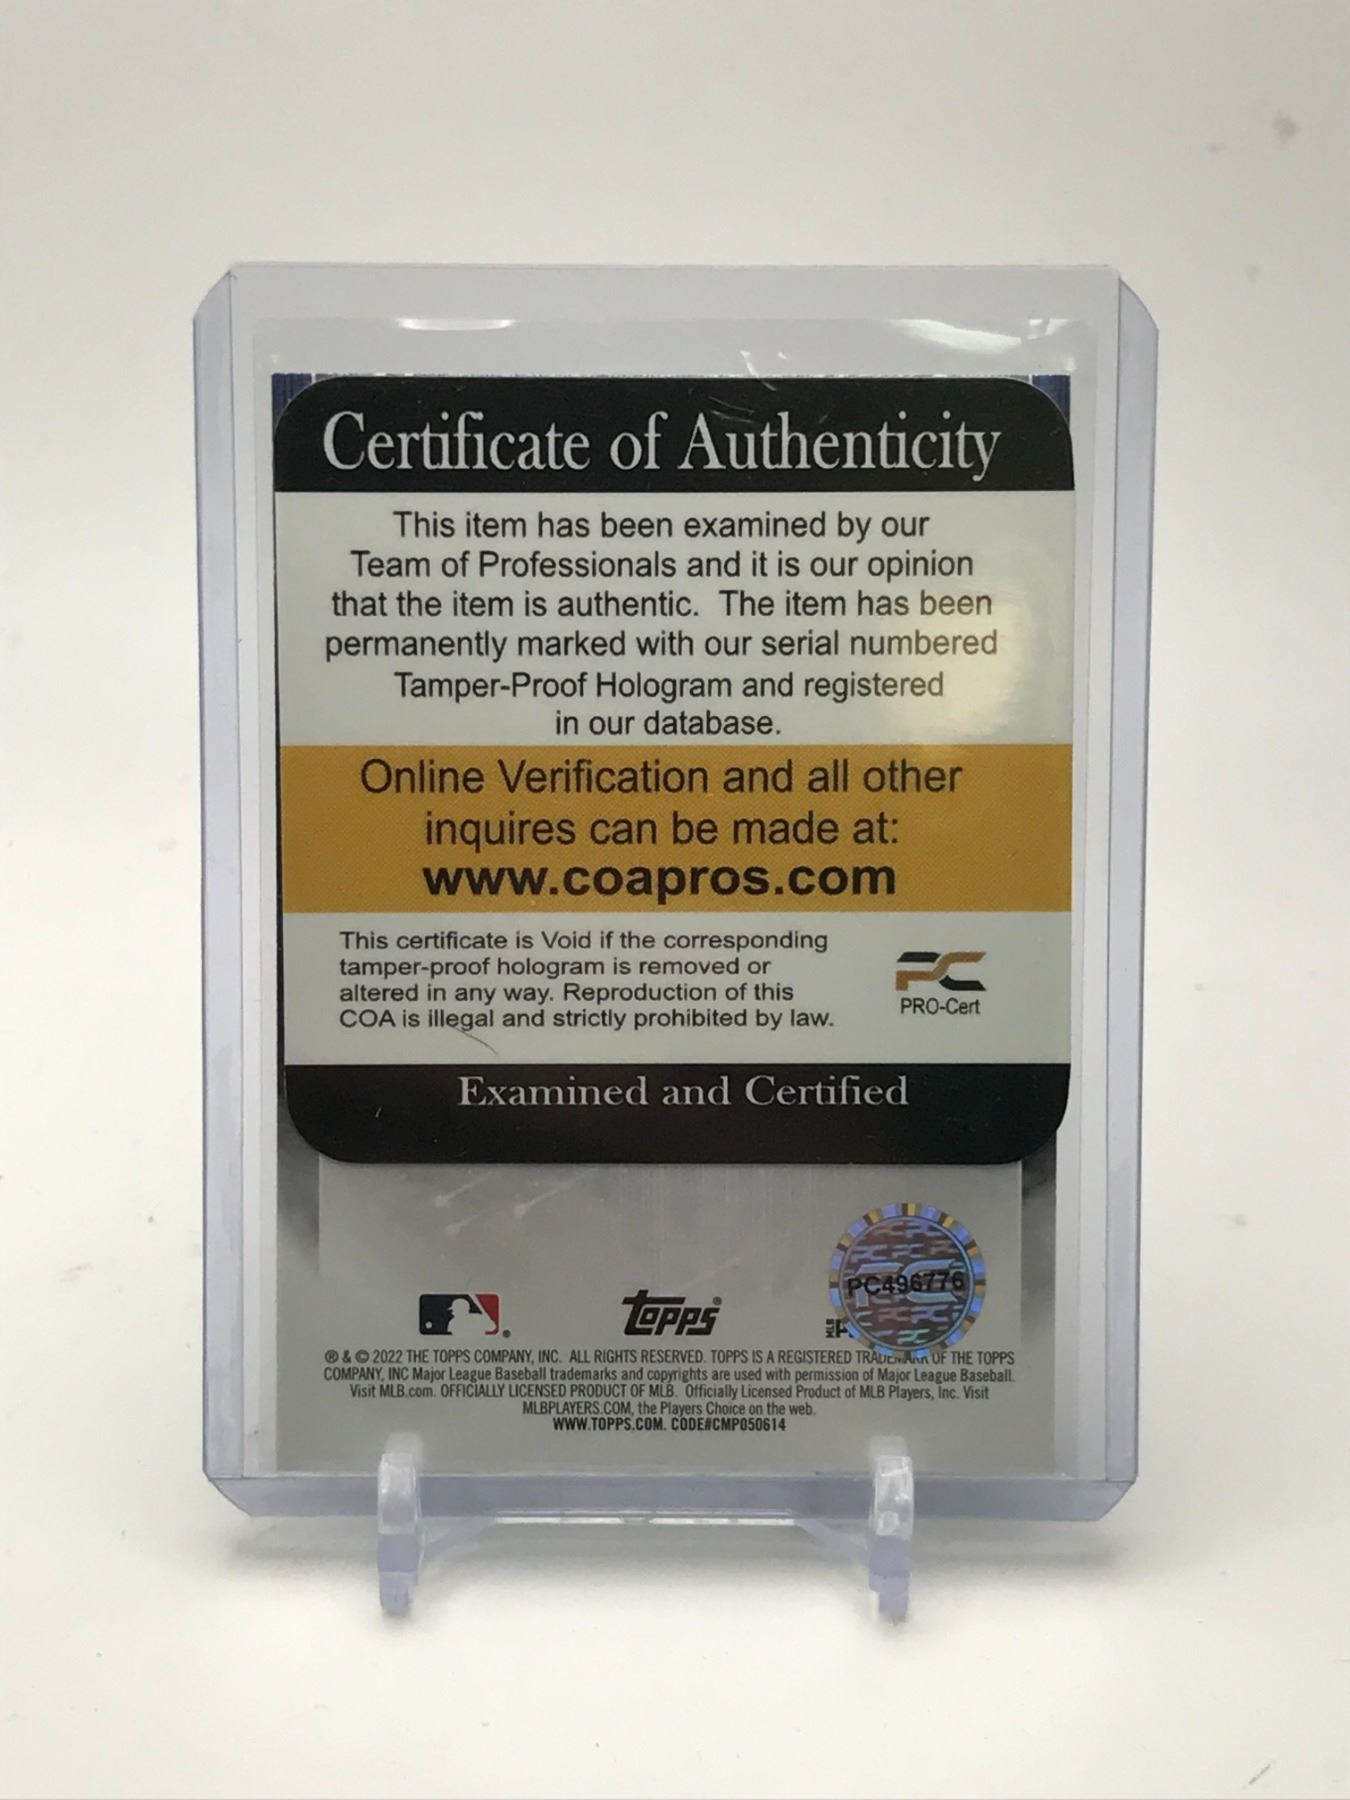 Certificate of Authenticity
This item has been examined by our
Team of Professionals and it is our opinion
that the item is authentic. The item has been
permanently marked with our serial numbered
Tamper-Proof Hologram and registered
in our database.
Online Verification and all other
inquires can be made at:
www.coapros.com
This certificate is Void if the corresponding
tamper-proof hologram is removed or
altered in any way. Reproduction of this
COA is illegal and strictly prohibited by law.
PC
PRO-Cert
Examined and Certified
PC496776
topps®
MLB
® & © 2022 THE TOPPS COMPANY, INC. ALL RIGHTS RESERVED. TOPPS IS A REGISTERED TRADEMARK OF THE TOPPS
COMPANY, INC Major League Baseball trademarks and copyrights are used with permission of Major League Baseball.
Visit MLB.com. OFFICIALLY LICENSED PRODUCT OF MLB. Officially Licensed Product of MLB Players, Inc. Visit
MLBPLAYERS.COM, the Players Choice on the web.
WWW.TOPPS.COM. CODE#CMP050614